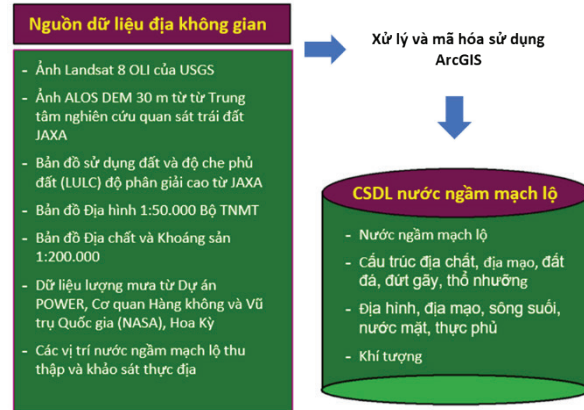 Nguồn dữ liệu địa không gian
- Ảnh Landsat 8 OLI của USGS
- Ảnh ALOS DEM 30 m từ từ Trung
tâm nghiên cứu quan sát trái đất
JAXA
- Bản đồ sử dụng đất và độ che phủ
đất (LULC) độ phân giải cao từ JAXA
- Bản đồ Địa hình 1:50.000 Bộ TNMT
- Bản đồ Địa chất và Khoáng sản
1:200.000
- Dữ liệu lượng mưa từ Dự án
POWER, Cơ quan Hàng không và Vũ
trụ Quốc gia (NASA), Hoa Kỳ
- Các vị trí nước ngầm mạch lộ thu
thập và khảo sát thực địa
Xử lý và mã hóa sử dụng
ArcGIS
CSDL nước ngầm mạch lộ
- Nước ngầm mạch lộ
- Cấu trúc địa chất, địa mạo, đất
đá, đứt gãy, thổ nhưỡng
- Địa hình, địa mạo, sông suối,
nước mặt, thực phủ
- Khí tượng